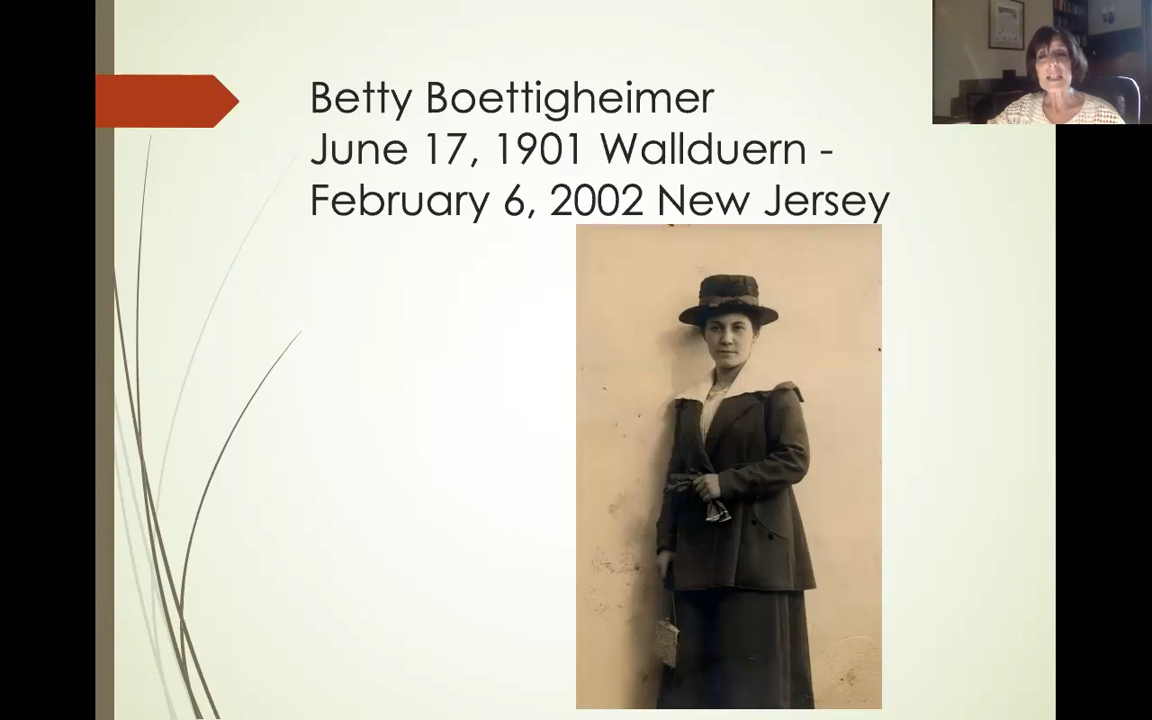 Betty Boettigheimer
June 17, 1901 Wallduern -
February 6, 2002 New Jersey